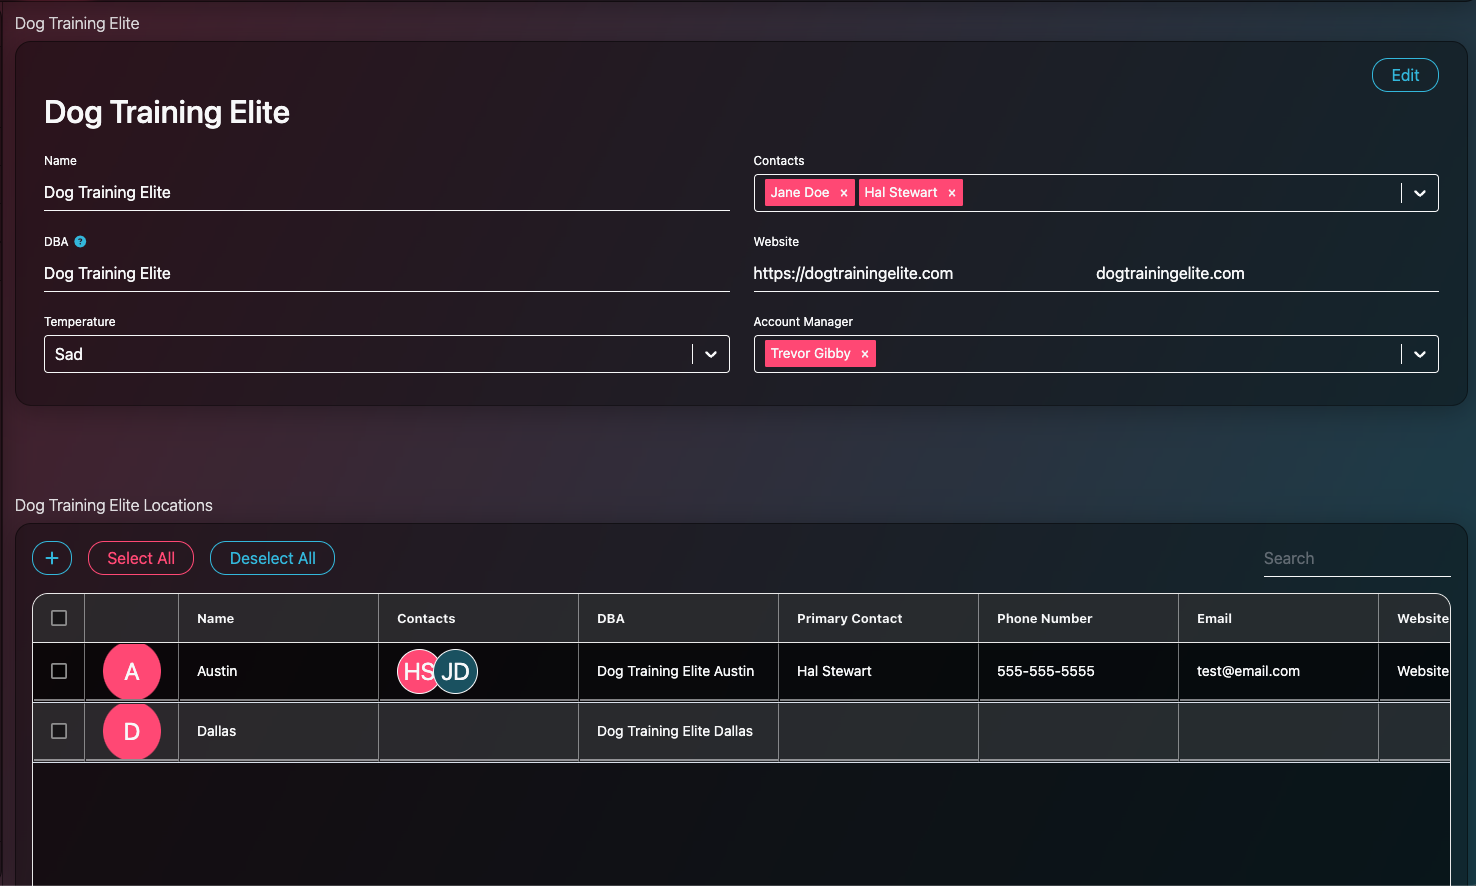 Dog Training Elite
Edit
Dog Training Elite
Name
Dog Training Elite
Contacts
Jane Doe × Hal Stewart ×
DBA ?
Dog Training Elite
Website
https://dogtrainingelite.com dogtrainingelite.com
Temperature
Sad
Account Manager
Trevor Gibby ×
Dog Training Elite Locations
+ Select All Deselect All Search
Name Contacts DBA Primary Contact Phone Number Email Website
A Austin HS JD Dog Training Elite Austin Hal Stewart 555-555-5555 test@email.com Website
D Dallas Dog Training Elite Dallas